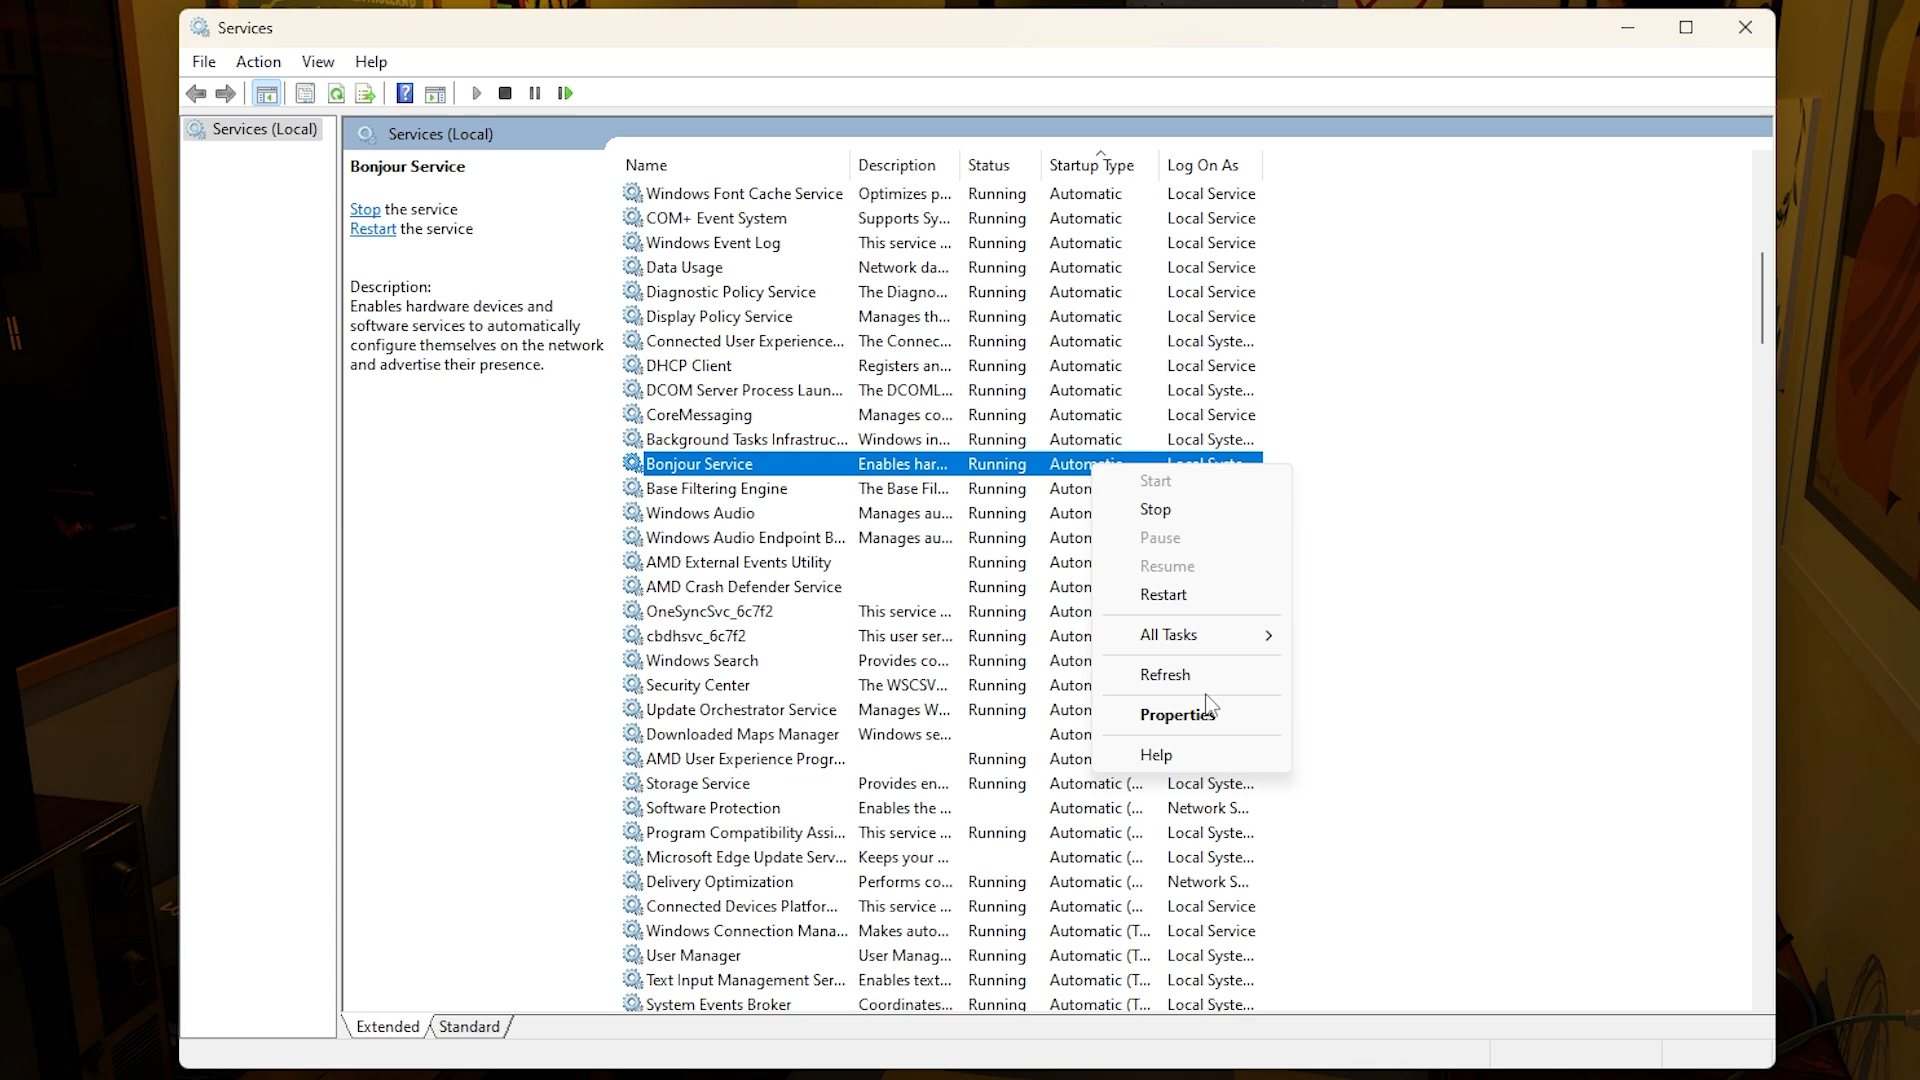 Services
File Action View Help
Services (Local)
Services (Local)
Bonjour Service
Stop the service
Restart the service
Description:
Enables hardware devices and
software services to automatically
configure themselves on the network
and advertise their presence.
Name Description Status Startup Type Log On As
Windows Font Cache Service Optimizes p... Running Automatic Local Service
COM+ Event System Supports Sy... Running Automatic Local Service
Windows Event Log This service ... Running Automatic Local Service
Data Usage Network da... Running Automatic Local Service
Diagnostic Policy Service The Diagno... Running Automatic Local Service
Display Policy Service Manages th... Running Automatic Local Service
Connected User Experience... The Connec... Running Automatic Local Syste...
DHCP Client Registers an... Running Automatic Local Service
DCOM Server Process Laun... The DCOML... Running Automatic Local Syste...
CoreMessaging Manages co... Running Automatic Local Service
Background Tasks Infrastruc... Windows in... Running Automatic Local Syste...
Bonjour Service Enables har... Running Automatic Local Syste...
Base Filtering Engine The Base Fil... Running Auton
Windows Audio Manages au... Running Auton
Windows Audio Endpoint B... Manages au... Running Auton
AMD External Events Utility Running Auton
AMD Crash Defender Service Running Auton
OneSyncSvc_6c7f2 This service ... Running Auton
cbdhsvc_6c7f2 This user ser... Running Auton
Windows Search Provides co... Running Auton
Security Center The WSCSV... Running Auton
Update Orchestrator Service Manages W... Running Auton
Downloaded Maps Manager Windows se... Auton
AMD User Experience Progr... Running Auton
Storage Service Provides en... Running Automatic (... Local Syste...
Software Protection Enables the ... Automatic (... Network S...
Program Compatibility Assi... This service ... Running Automatic (... Local Syste...
Microsoft Edge Update Serv... Keeps your ... Automatic (... Local Syste...
Delivery Optimization Performs co... Running Automatic (... Network S...
Connected Devices Platfor... This service ... Running Automatic (... Local Service
Windows Connection Mana... Makes auto... Running Automatic (T... Local Service
User Manager User Manag... Running Automatic (T... Local Syste...
Text Input Management Ser... Enables text... Running Automatic (T... Local Syste...
System Events Broker Coordinates... Running Automatic (T... Local Syste...
Start
Stop
Pause
Resume
Restart
All Tasks
Refresh
Properties
Help
Extended Standard